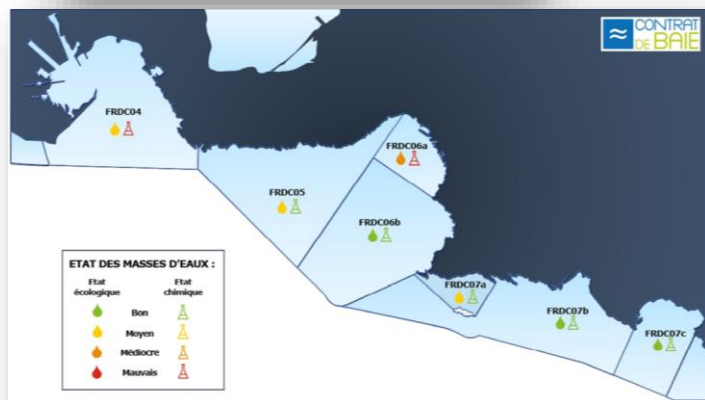 CONTRAT
DE BAIE
FRDC04
FRDC06a
FRDC05
FRDC06b
FRDC07a
FRDC07b
FRDC07c
ETAT DES MASSES D'EAUX :
Etat écologique
Etat chimique
Bon
Moyen
Médiocre
Mauvais